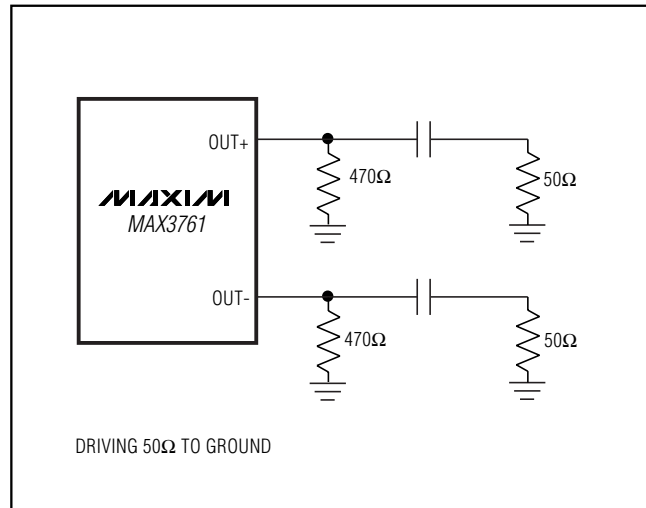 OUT+
470Ω
50Ω
MAXIM
MAX3761
OUT-
470Ω
50Ω
DRIVING 50Ω TO GROUND